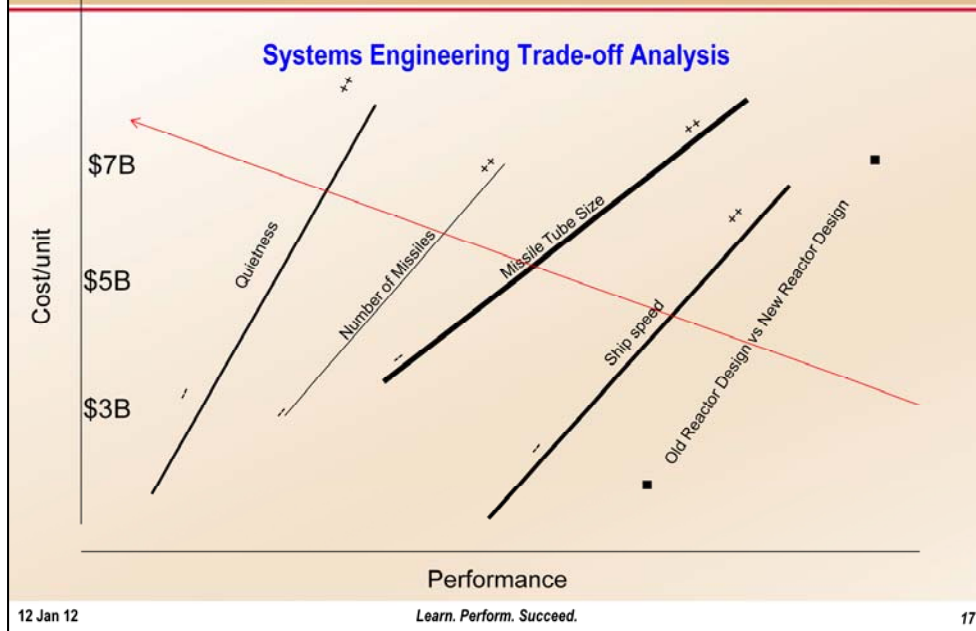 Systems Engineering Trade-off Analysis
Cost/unit
$7B
$5B
$3B
Quietness
++
--
Number of Missiles
++
--
Missile Tube Size
++
--
Ship speed
++
--
Old Reactor Design vs New Reactor Design
Performance
12 Jan 12
Learn. Perform. Succeed.
17